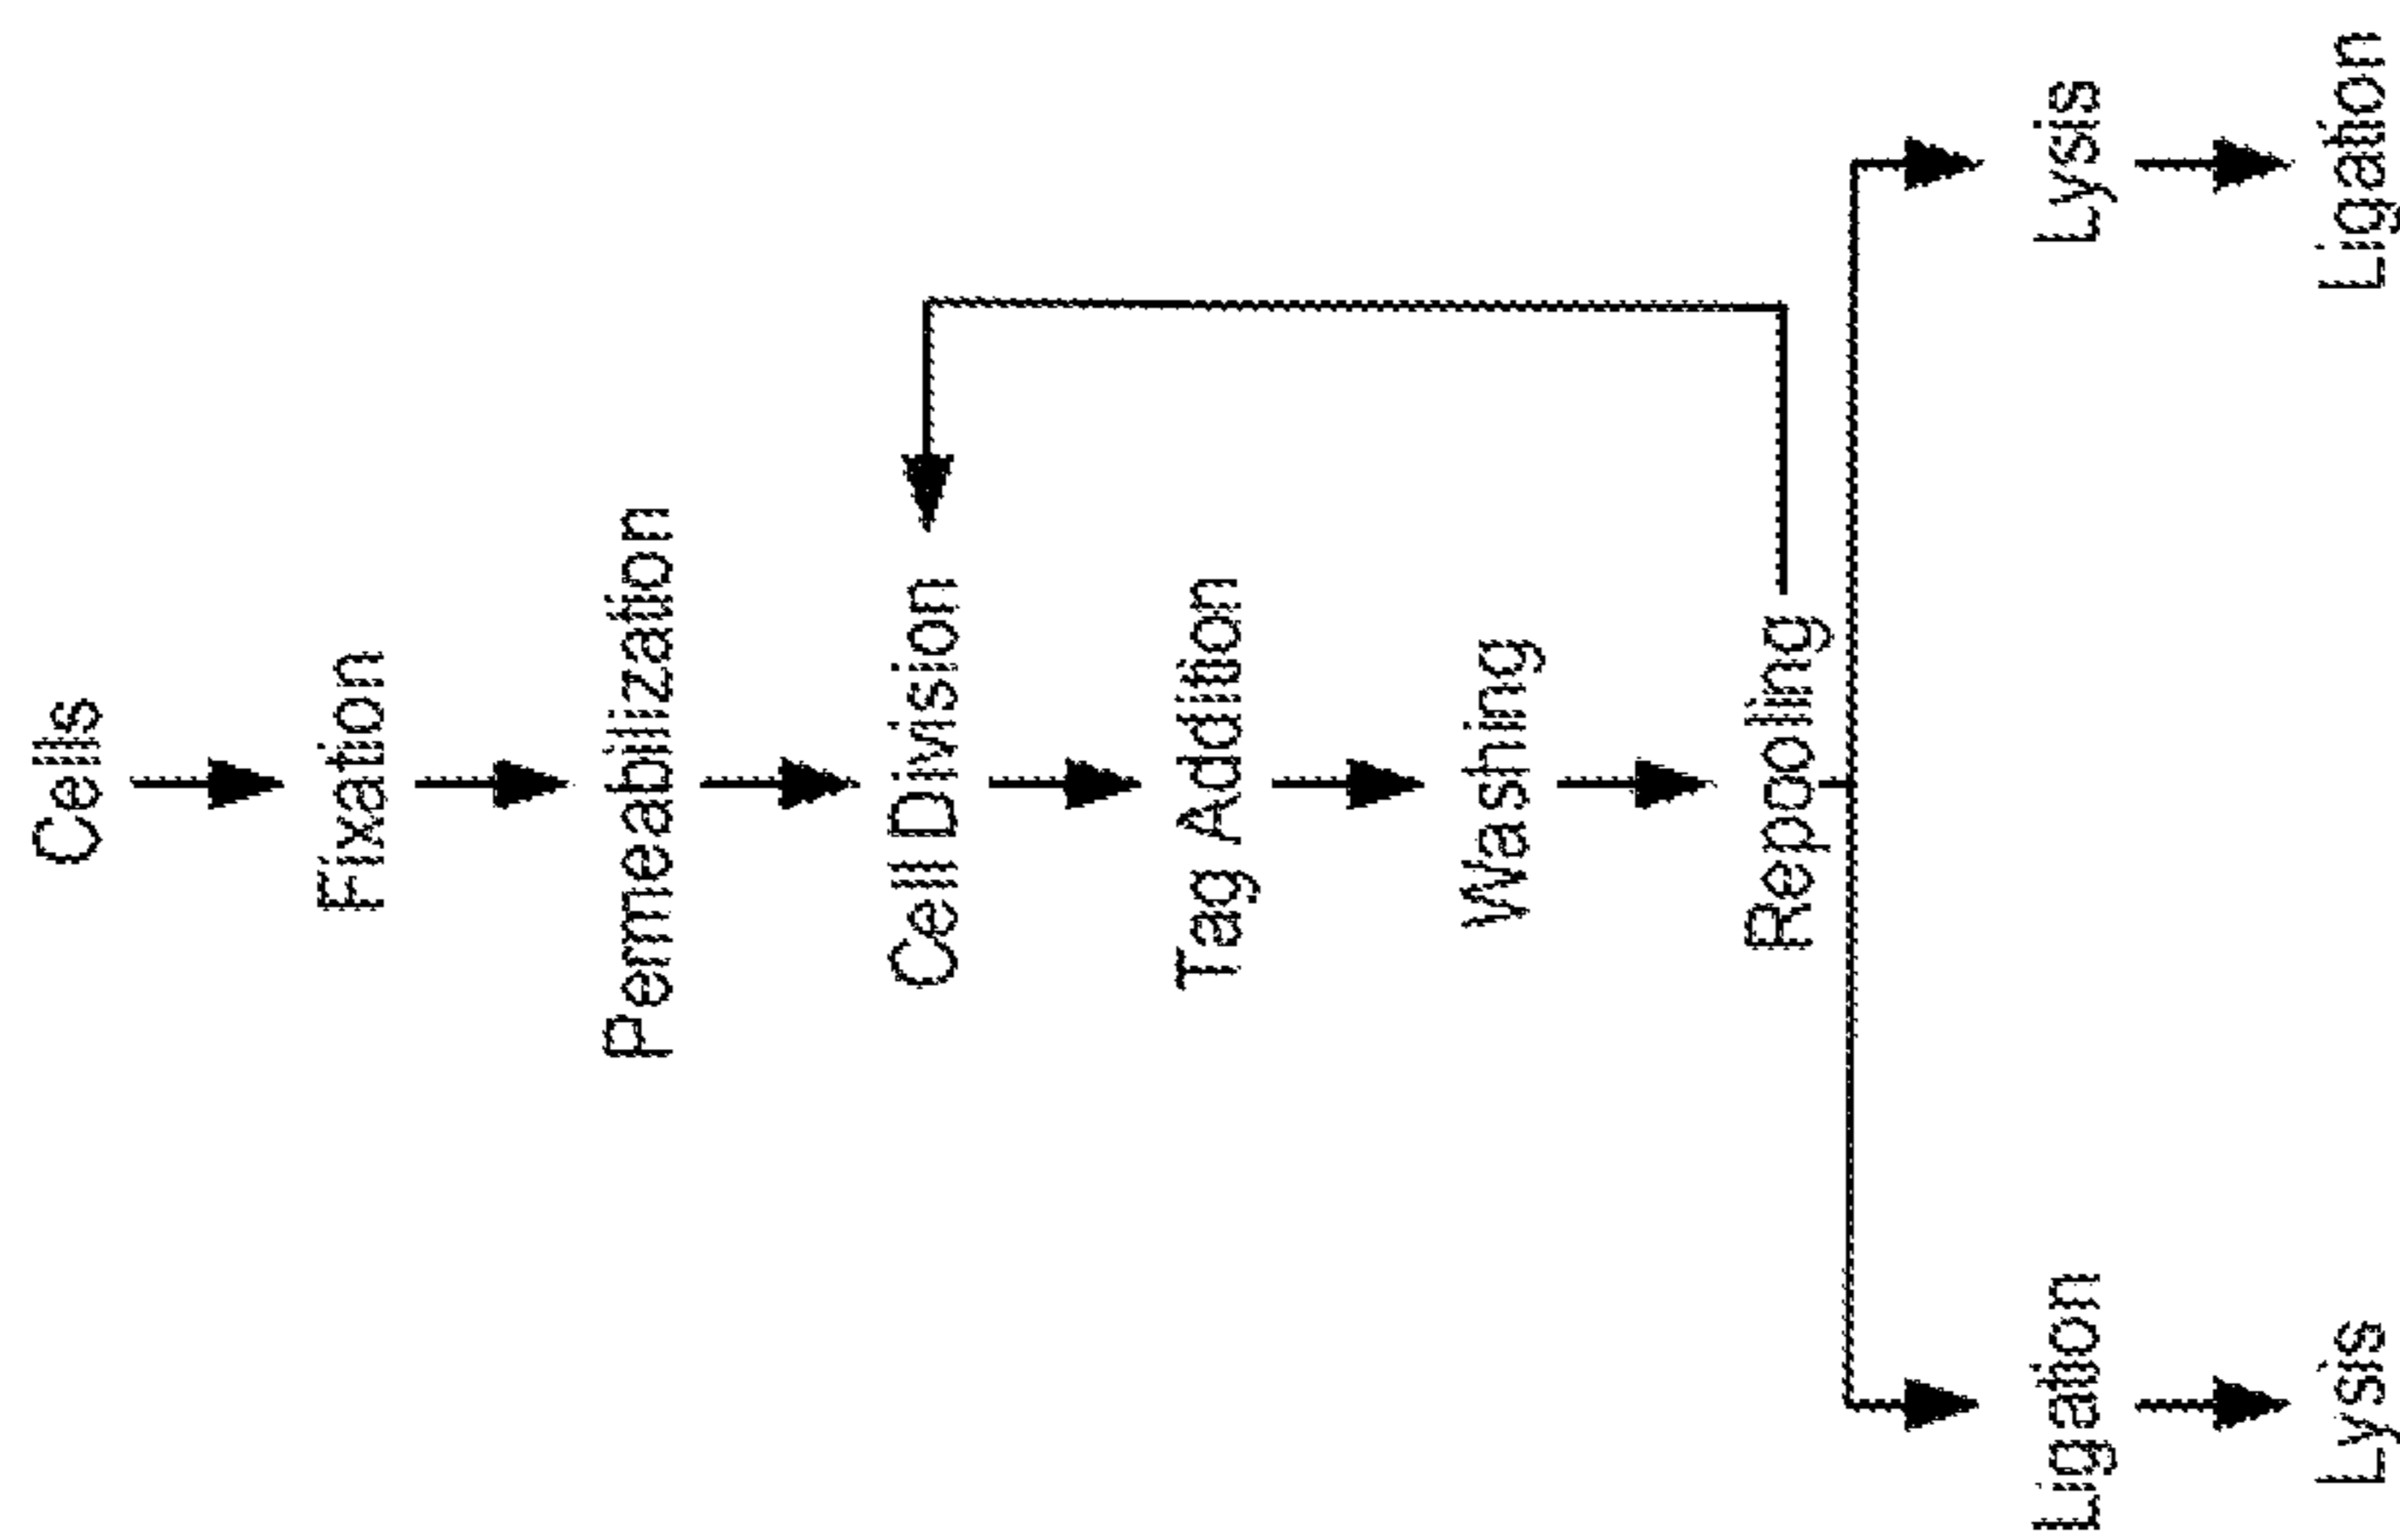 Cells
Fixation
Permeabilization
Cell Division
Tag Addition
Washing
Repooling
Ligation
Lysis
Lysis
Ligation